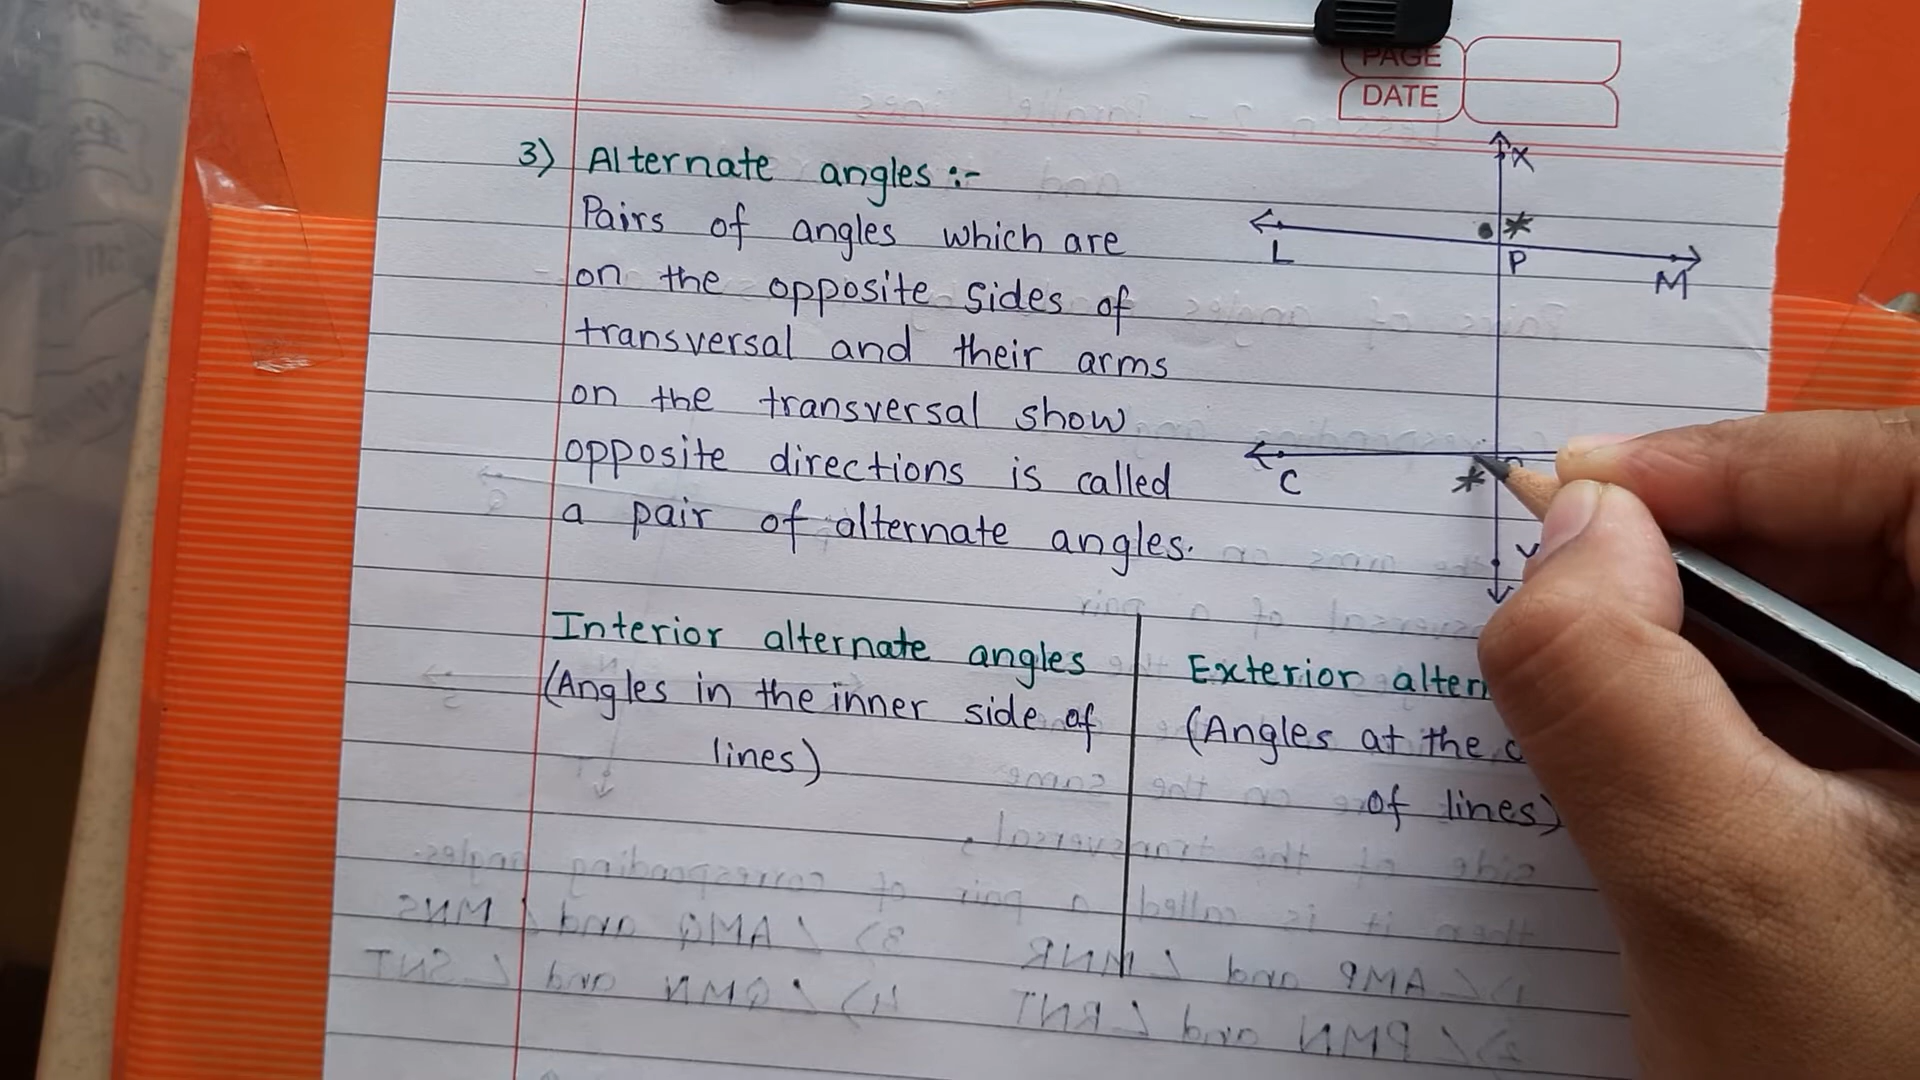 PAGE
DATE
3) Alternate angles :-
Pairs of angles which are
on the opposite sides of
transversal and their arms
on the transversal show
opposite directions is called
a pair of alternate angles.
X
L
P
M
C
Interior alternate angles
(Angles in the inner side of
lines)
Exterior altern
(Angles at the
of lines)